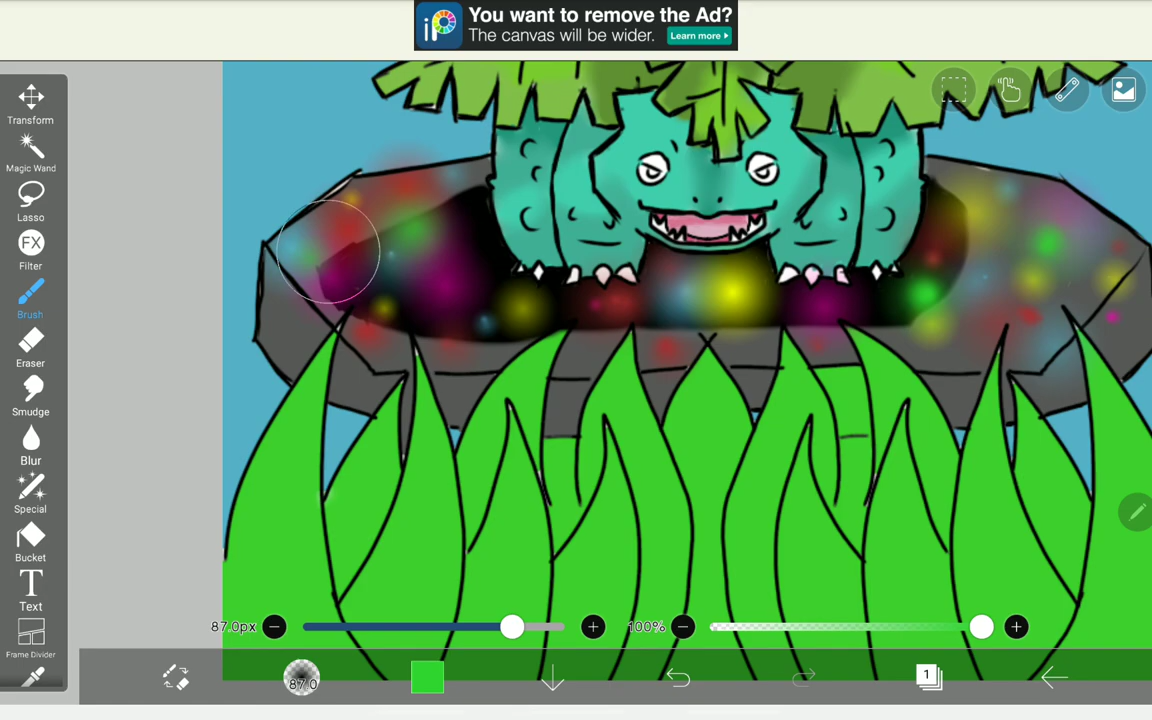 You want to remove the Ad?
The canvas will be wider.
Learn more
Transform
Magic Wand
Lasso
FX
Filter
Brush
Eraser
Smudge
Blur
Special
Bucket
T
Text
Frame Divider
87.0px
100%
87.0
1